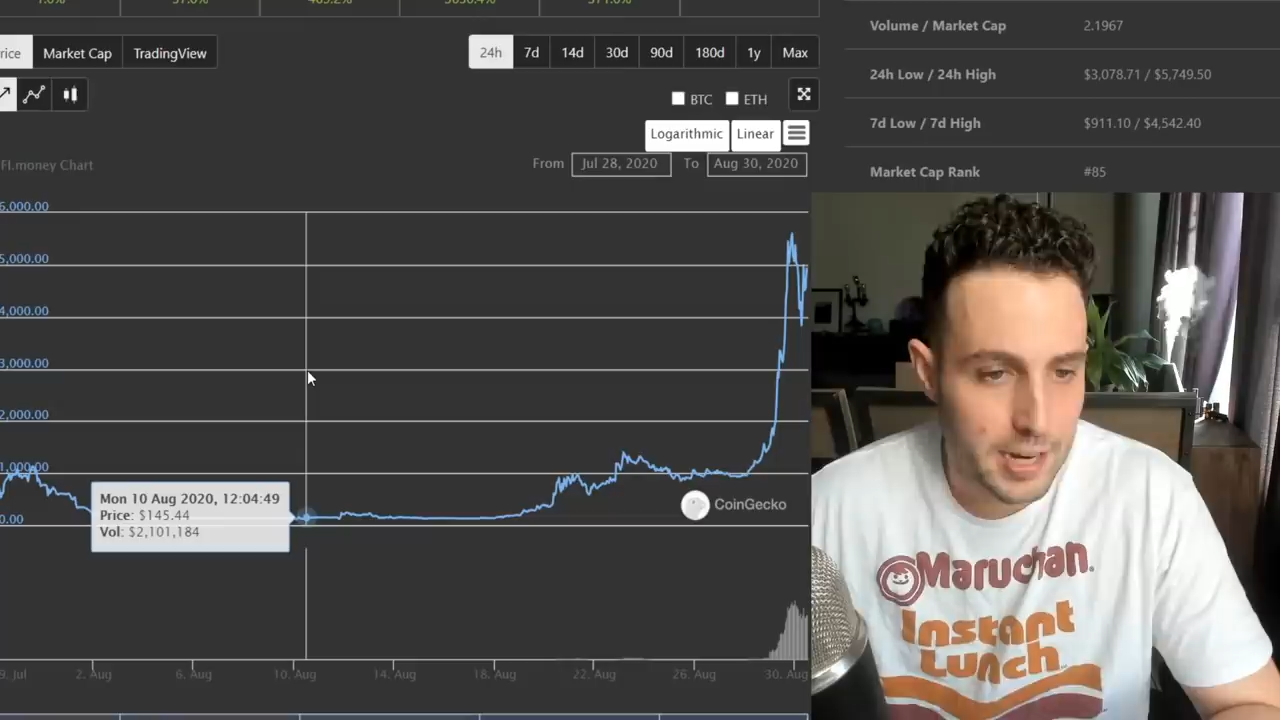 Volume / Market Cap 2.1967
rice Market Cap TradingView 24h 7d 14d 30d 90d 180d 1y Max
24h Low / 24h High $3,078.71 / $5,749.50
BTC ETH
7d Low / 7d High $911.10 / $4,542.40
Logarithmic Linear
FI.money Chart From Jul 28, 2020 To Aug 30, 2020
Market Cap Rank #85
6,000.00
5,000.00
4,000.00
3,000.00
2,000.00
1,000.00
0.00
Mon 10 Aug 2020, 12:04:49
Price: $145.44
Vol: $2,101,184
CoinGecko
9. Jul 2. Aug 6. Aug 10. Aug 14. Aug 18. Aug 22. Aug 26. Aug 30. Aug
Maruchan.
Instant
Lunch